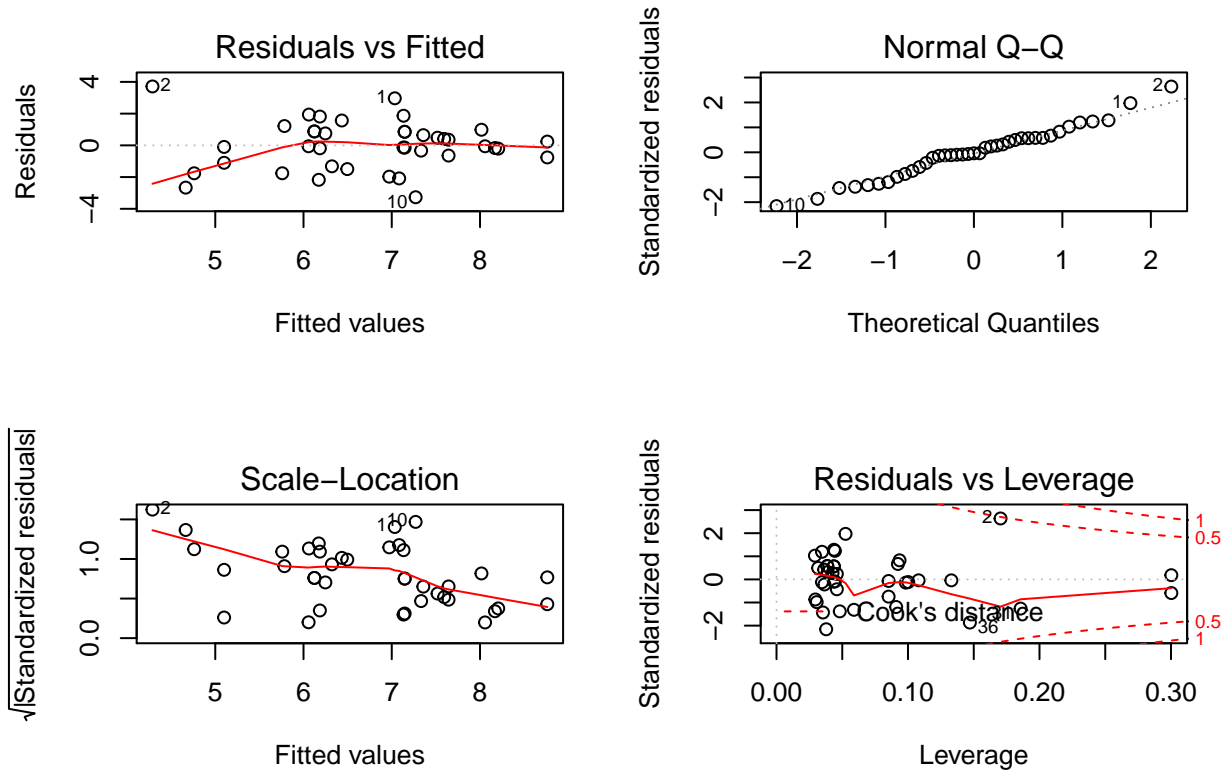 Residuals vs Fitted
Residuals
−4 0 4
2
1
10
5 6 7 8
Fitted values
Normal Q−Q
Standardized residuals
−2 0 2
2
1
10
−2 −1 0 1 2
Theoretical Quantiles
Scale−Location
√|Standardized residuals|
0.0 1.0
2
10
1
5 6 7 8
Fitted values
Residuals vs Leverage
Standardized residuals
−2 0 2
2
1
0.5
Cook's distance
36
0.5
1
0.00 0.10 0.20 0.30
Leverage